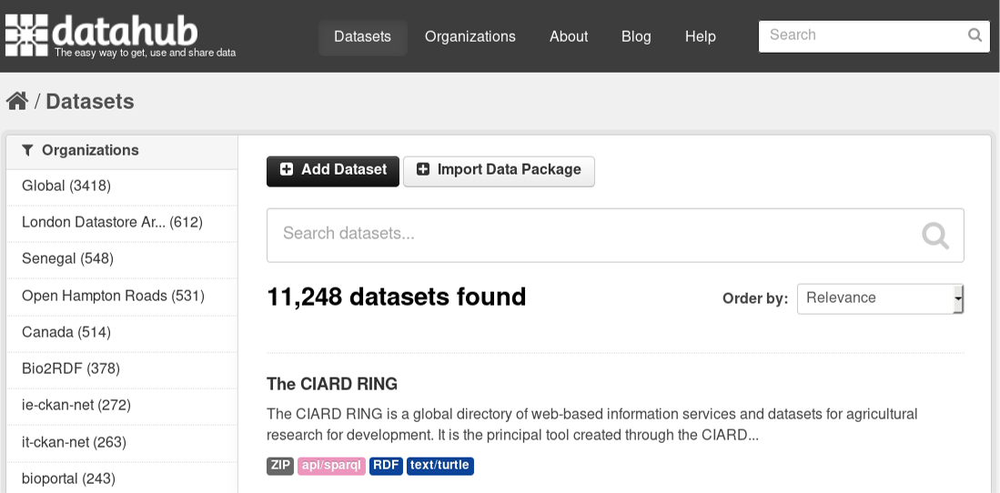 datahub
The easy way to get, use and share data
Datasets Organizations About Blog Help Search
/ Datasets
Organizations
Global (3418)
London Datastore Ar... (612)
Senegal (548)
Open Hampton Roads (531)
Canada (514)
Bio2RDF (378)
ie-ckan-net (272)
it-ckan-net (263)
bioportal (243)
Add Dataset Import Data Package
Search datasets...
11,248 datasets found Order by: Relevance
The CIARD RING
The CIARD RING is a global directory of web-based information services and datasets for agricultural
research for development. It is the principal tool created through the CIARD...
ZIP api/sparql RDF text/turtle